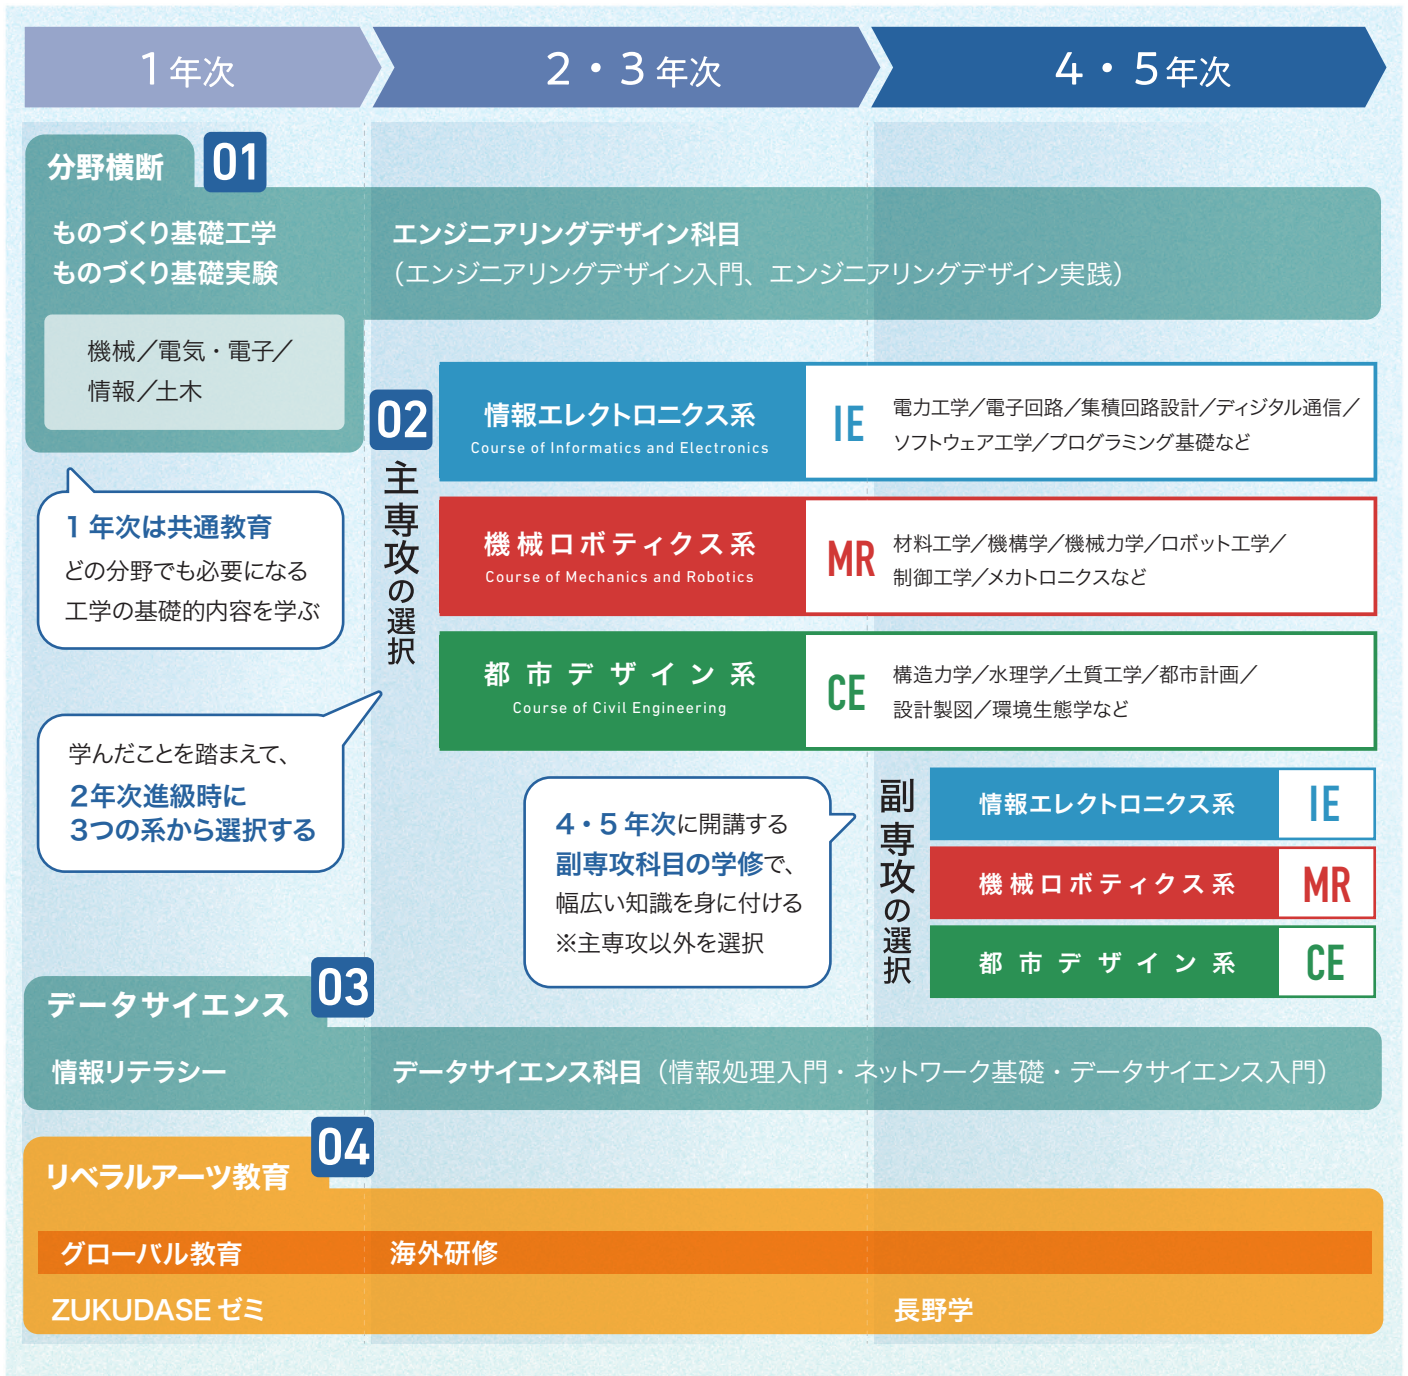 1年次
2・3年次
4・5年次
分野横断
01
ものづくり基礎工学
ものづくり基礎実験
機械／電気・電子／
情報／土木
エンジニアリングデザイン科目
（エンジニアリングデザイン入門、エンジニアリングデザイン実践）
1年次は共通教育
どの分野でも必要になる
工学の基礎的内容を学ぶ
02
主専攻の選択
情報エレクトロニクス系
Course of Informatics and Electronics
IE
電力工学／電子回路／集積回路設計／ディジタル通信／
ソフトウェア工学／プログラミング基礎など
機械ロボティクス系
Course of Mechanics and Robotics
MR
材料工学／機構学／機械力学／ロボット工学／
制御工学／メカトロニクスなど
都市デザイン系
Course of Civil Engineering
CE
構造力学／水理学／土質工学／都市計画／
設計製図／環境生態学など
学んだことを踏まえて、
2年次進級時に
3つの系から選択する
4・5年次に開講する
副専攻科目の学修で、
幅広い知識を身に付ける
※主専攻以外を選択
副専攻の選択
情報エレクトロニクス系
IE
機械ロボティクス系
MR
都市デザイン系
CE
データサイエンス
03
情報リテラシー
データサイエンス科目（情報処理入門・ネットワーク基礎・データサイエンス入門）
リベラルアーツ教育
04
グローバル教育
海外研修
ZUKUDASEゼミ
長野学